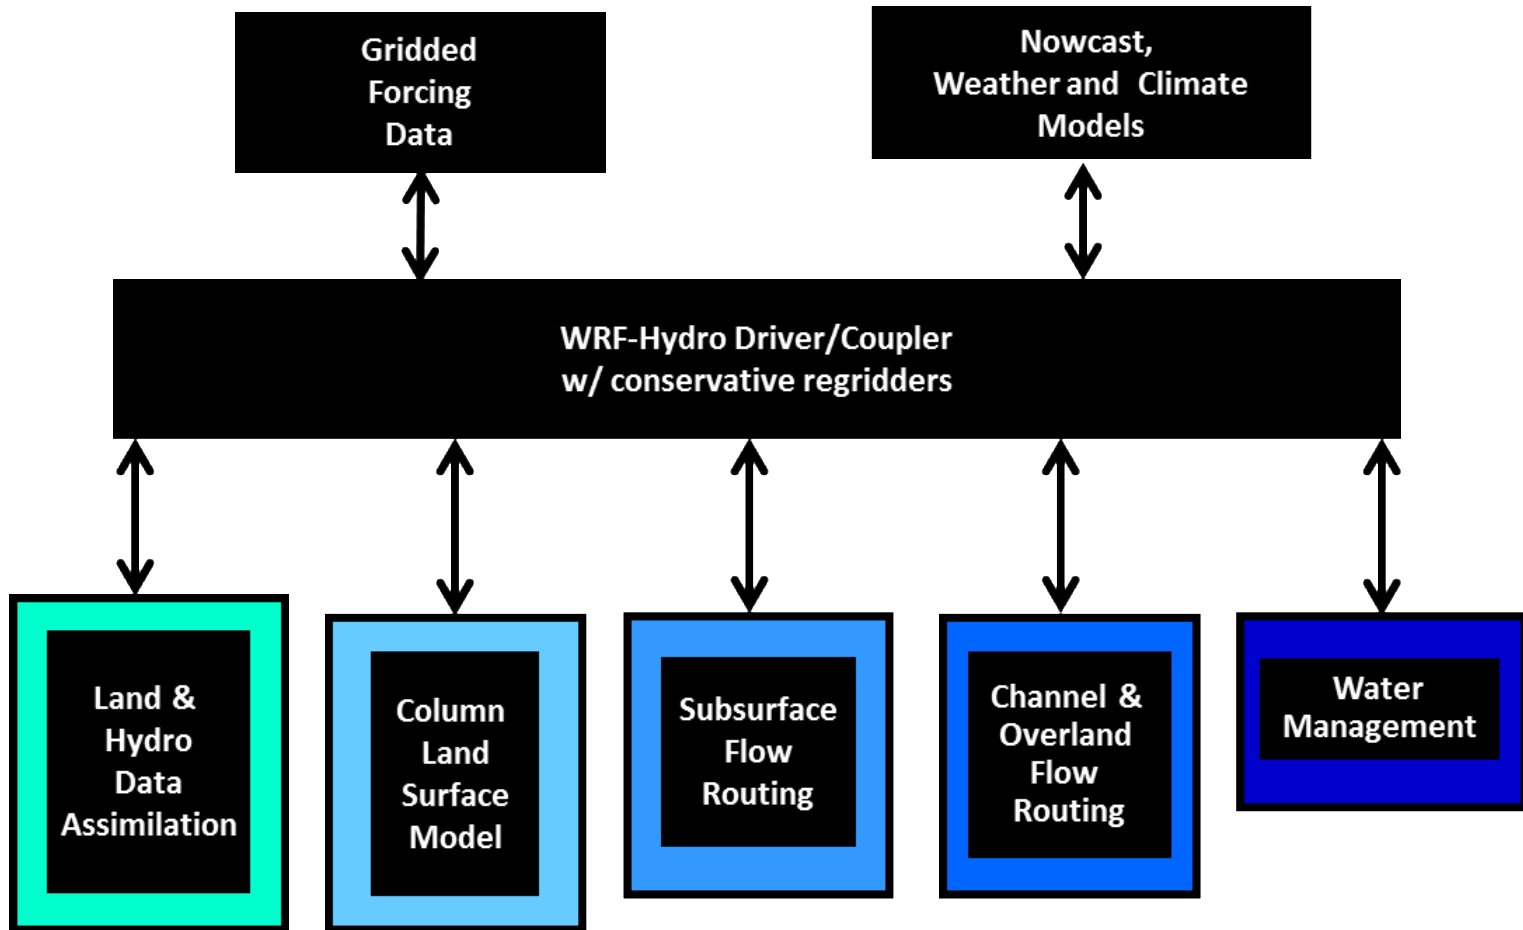 Gridded
Forcing
Data
Nowcast,
Weather and Climate
Models
WRF-Hydro Driver/Coupler
w/ conservative regridders
Land &
Hydro
Data
Assimilation
Column
Land
Surface
Model
Subsurface
Flow
Routing
Channel &
Overland
Flow
Routing
Water
Management